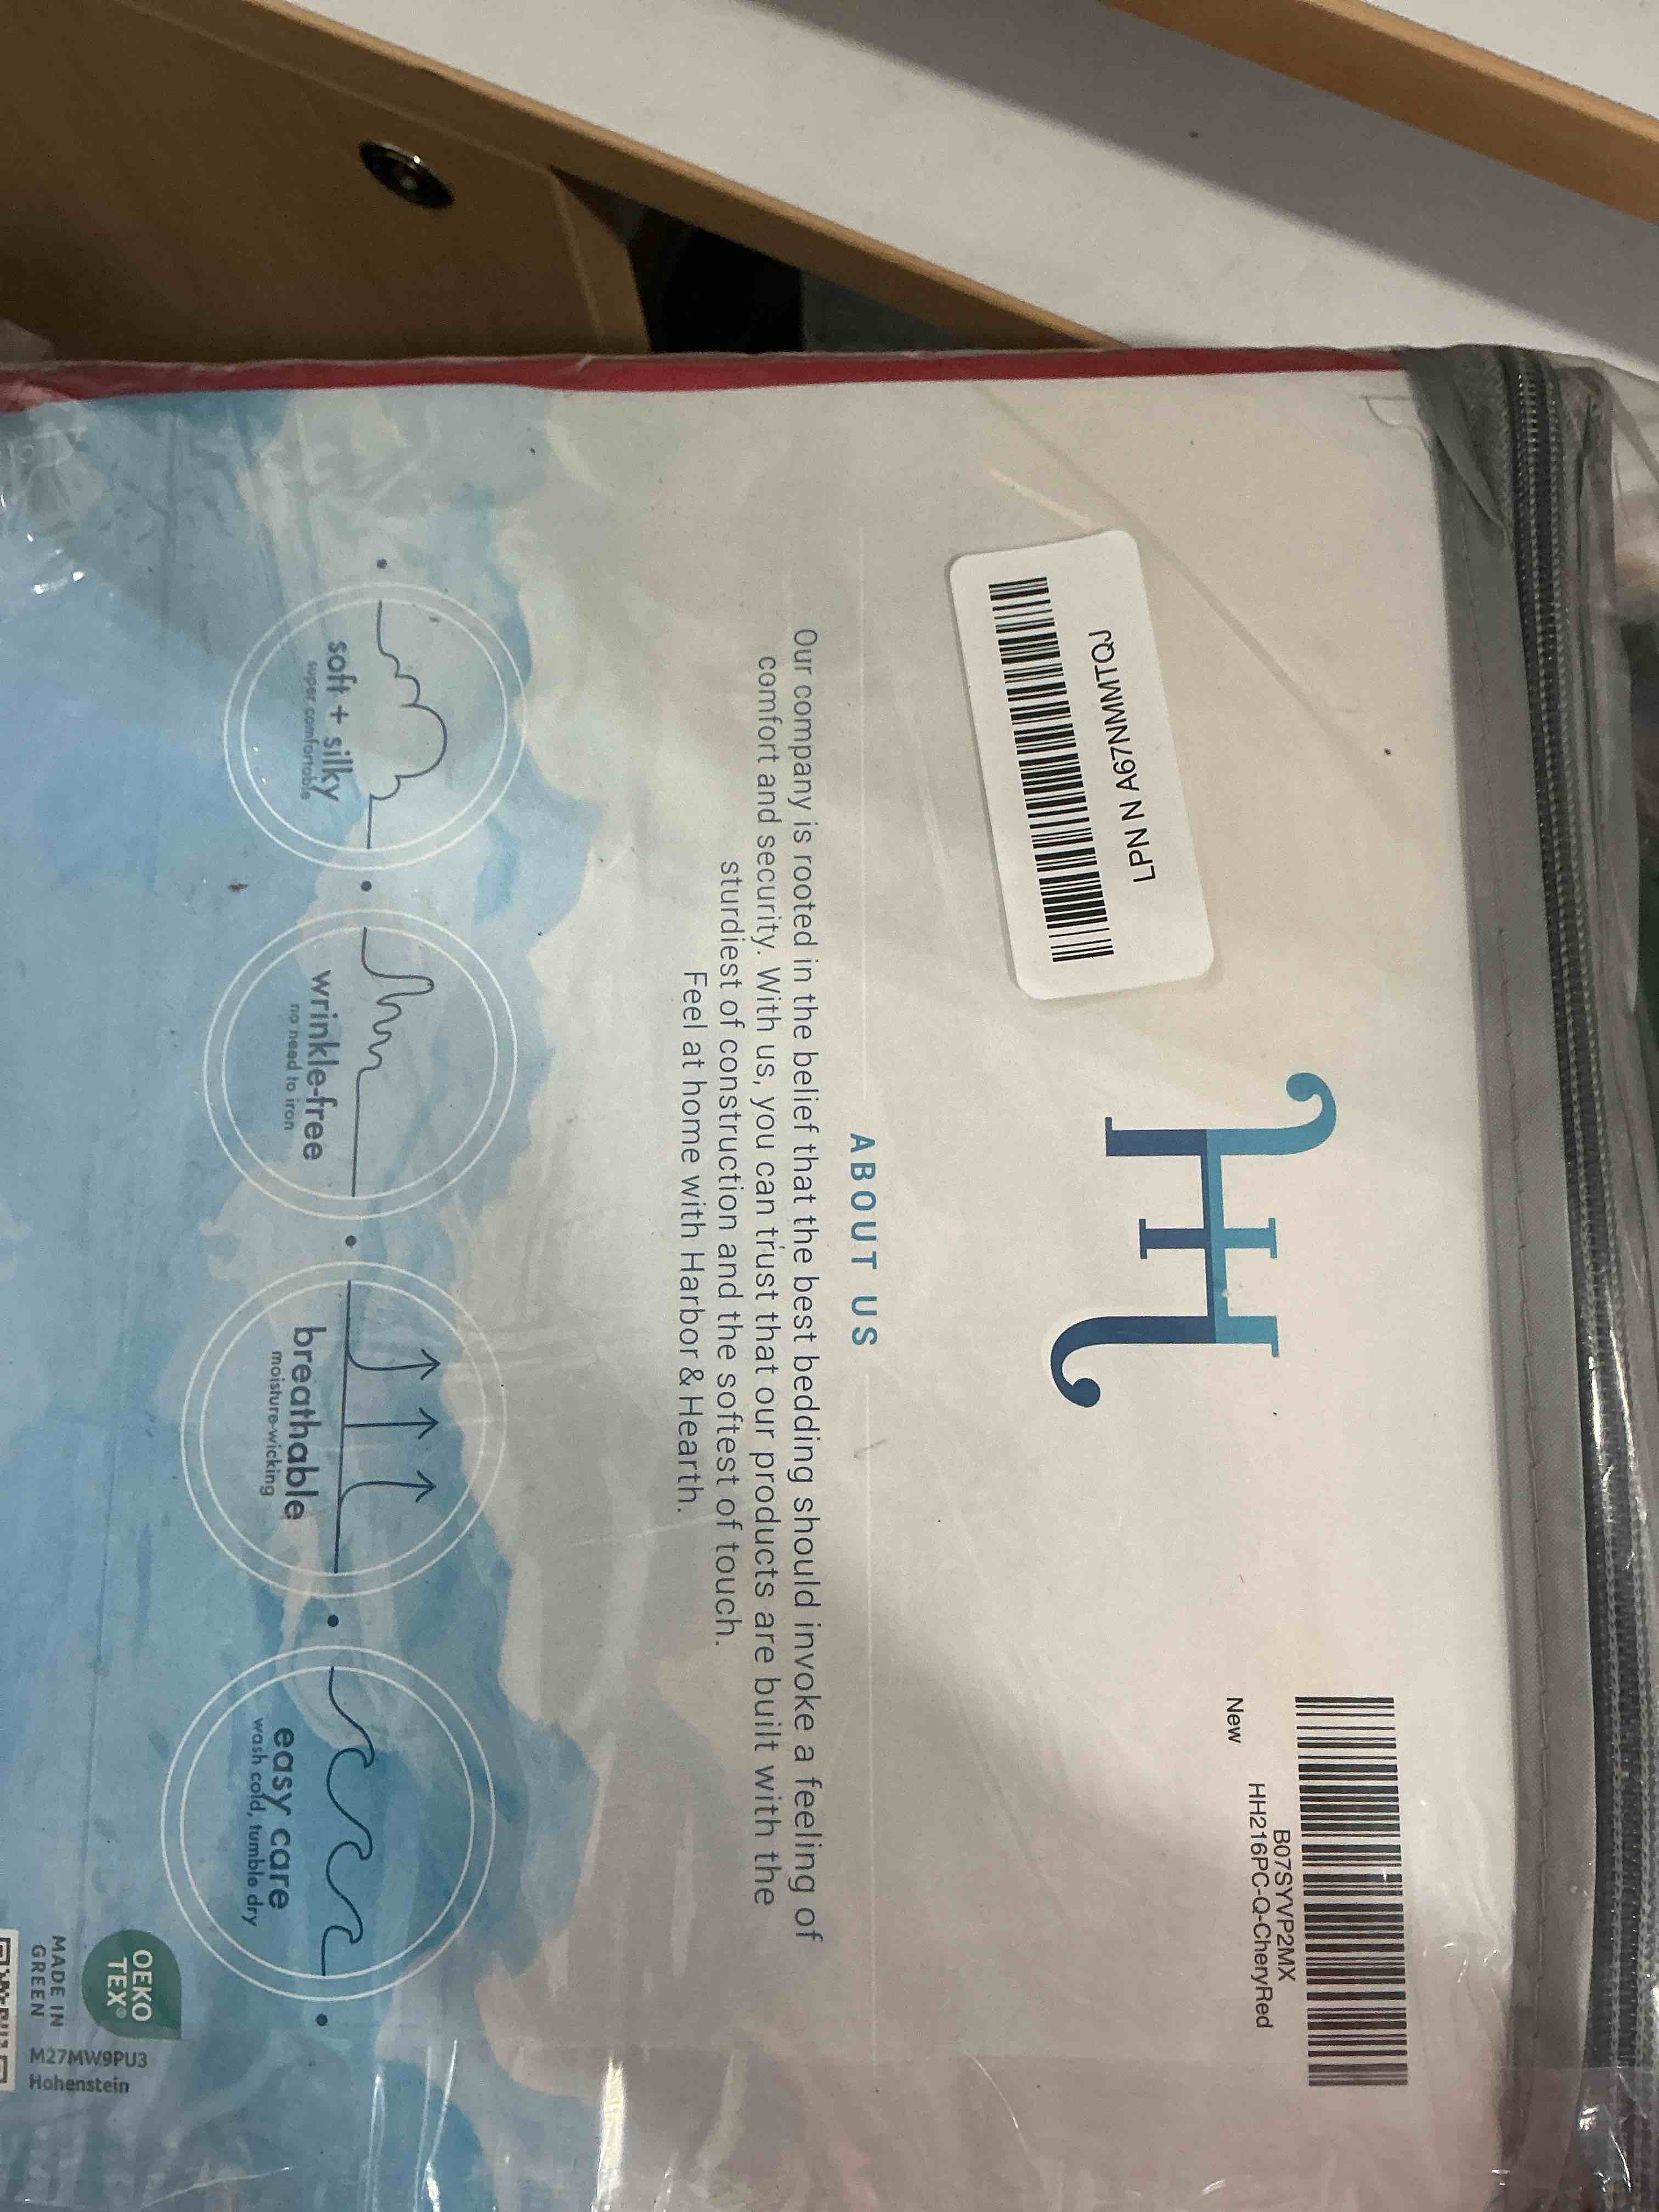 B07SYVP2MX
HH216PC-Q-CheryRed
New
H
LPN N A67NMMTQJ
ABOUT US
Our company is rooted in the belief that the best bedding should invoke a feeling of
comfort and security. With us, you can trust that our products are built with the
sturdiest of construction and the softest of touch.
Feel at home with Harbor & Hearth.
soft + silky
super comfortable
wrinkle-free
no need to iron
breathable
moisture-wicking
easy care
wash cold, tumble dry
OEKO
TEX®
MADE IN
GREEN
M27MW9PU3
Hohenstein